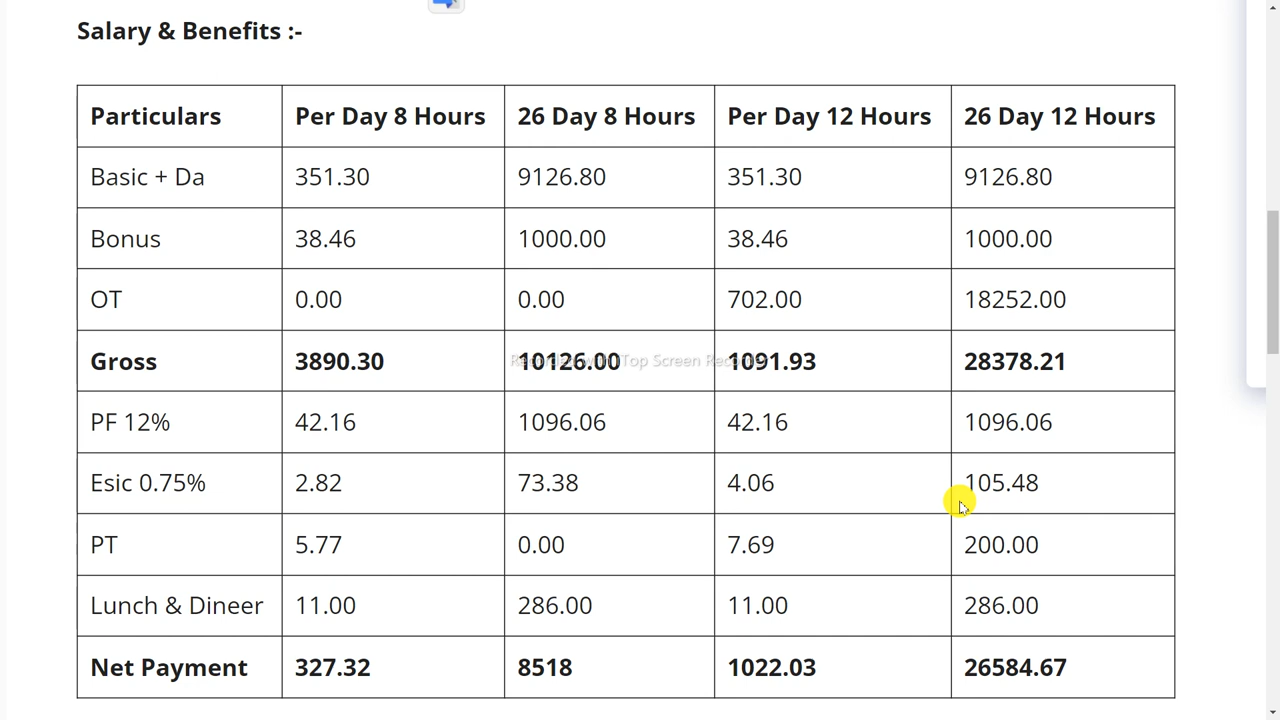 Salary & Benefits :-
Particulars Per Day 8 Hours 26 Day 8 Hours Per Day 12 Hours 26 Day 12 Hours
Basic + Da 351.30 9126.80 351.30 9126.80
Bonus 38.46 1000.00 38.46 1000.00
OT 0.00 0.00 702.00 18252.00
Gross 3890.30 10126.00 1091.93 28378.21
Recorded with iTop Screen Recorder
PF 12% 42.16 1096.06 42.16 1096.06
Esic 0.75% 2.82 73.38 4.06 105.48
PT 5.77 0.00 7.69 200.00
Lunch & Dineer 11.00 286.00 11.00 286.00
Net Payment 327.32 8518 1022.03 26584.67